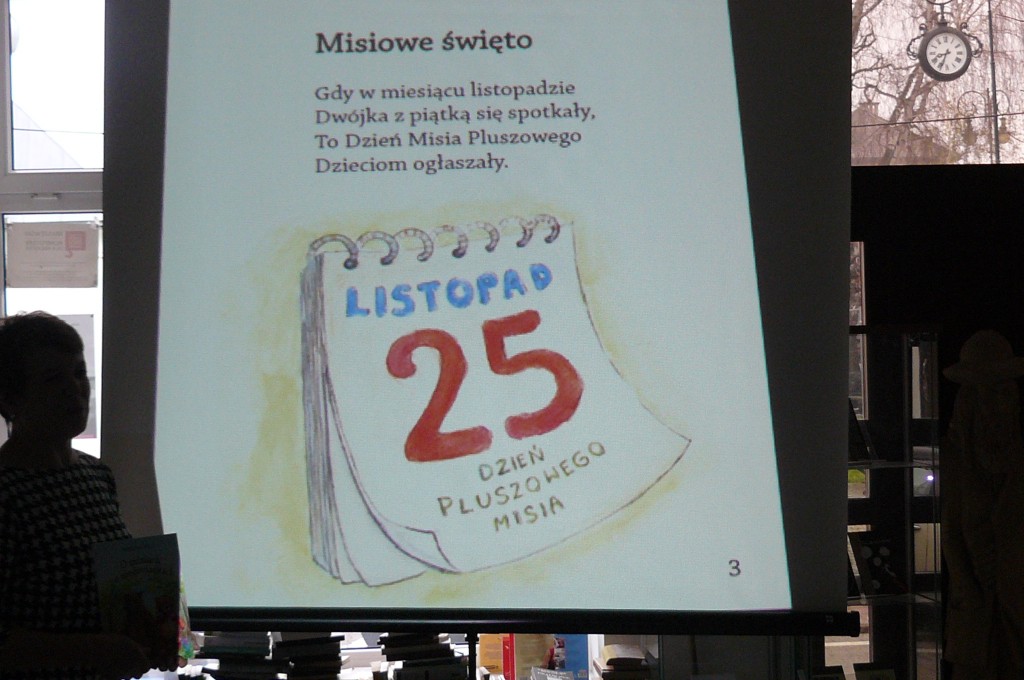 Misiowe święto
Gdy w miesiącu listopadzie
Dwójka z piątką się spotkały,
To Dzień Misia Pluszowego
Dzieciom ogłaszały.
LISTOPAD
25
DZIEŃ
PLUSZOWEGO
MISIA
3